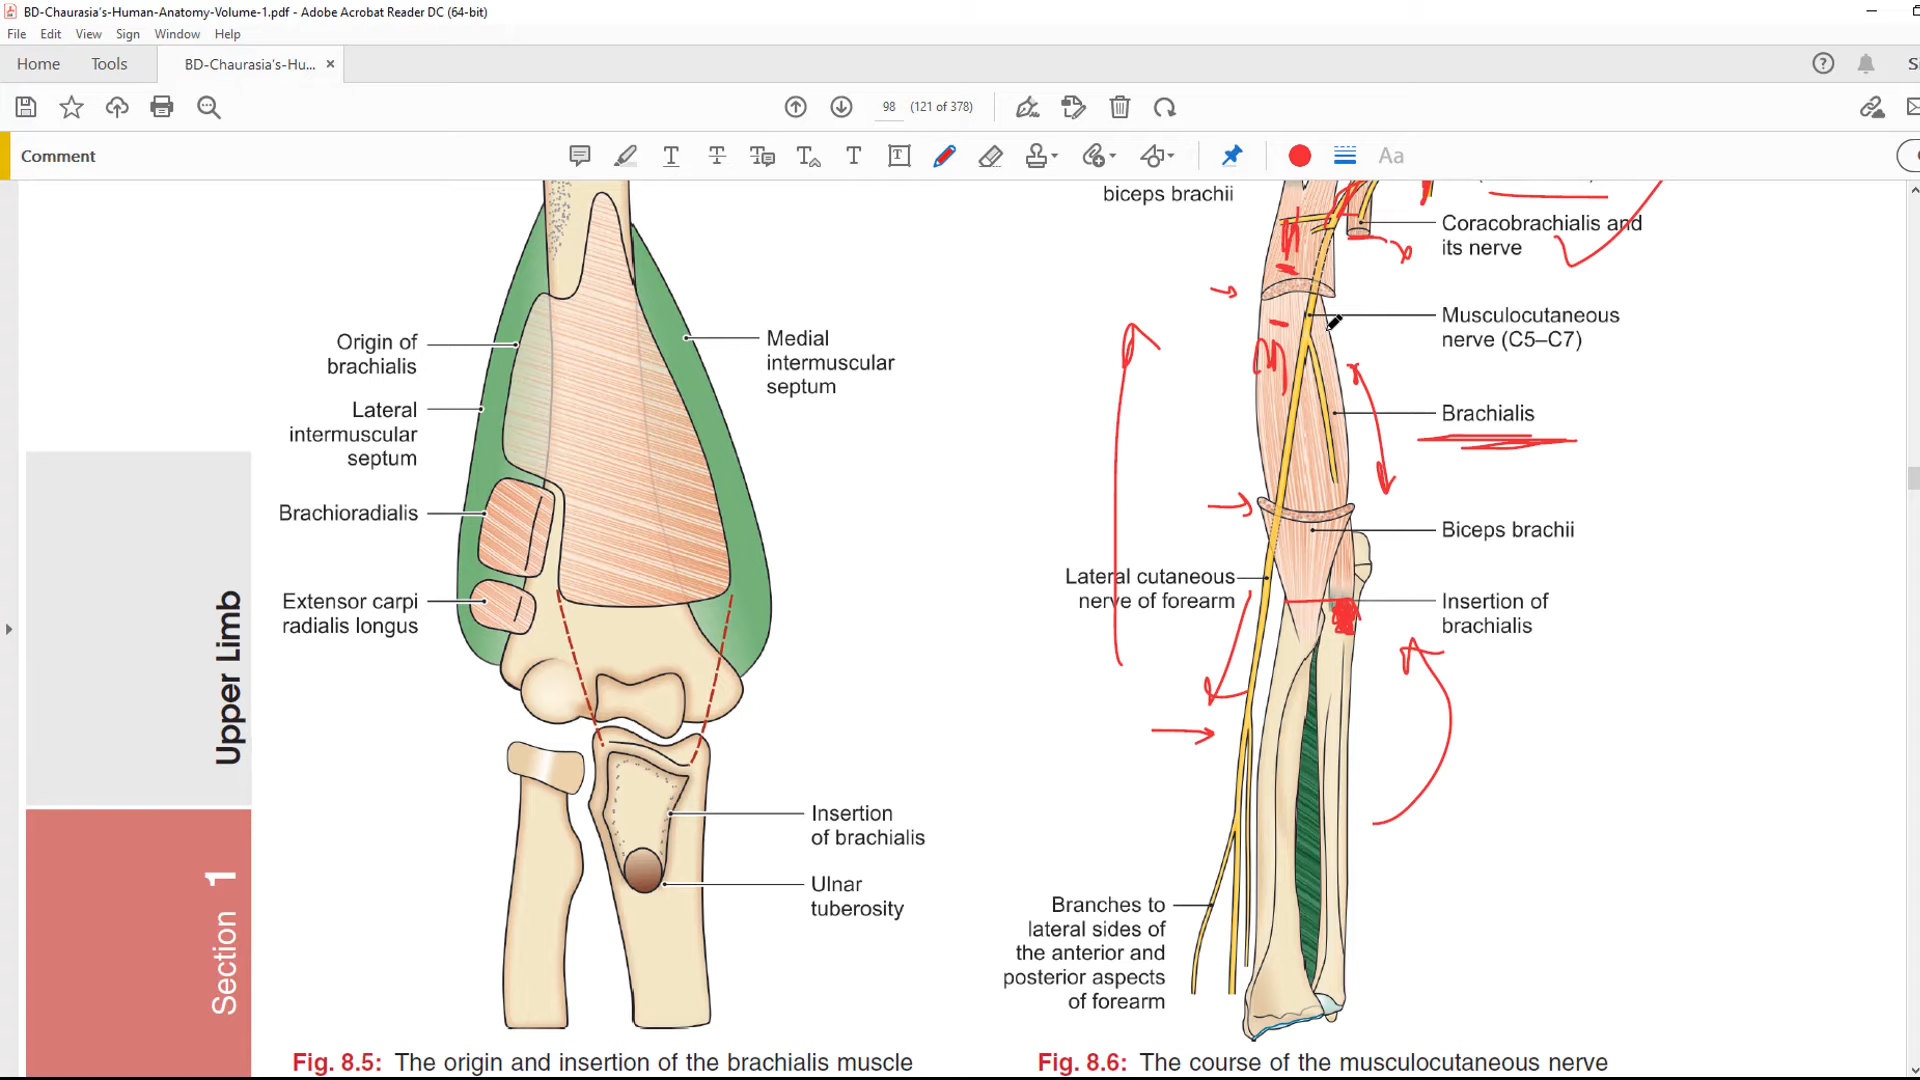 BD-Chaurasia's-Human-Anatomy-Volume-1.pdf - Adobe Acrobat Reader DC (64-bit)
File Edit View Sign Window Help
Home Tools BD-Chaurasia's-Hu... ×
98 (121 of 378)
Comment
Aa
biceps brachii
Coracobrachialis and
its nerve
Musculocutaneous
nerve (C5–C7)
Brachialis
Biceps brachii
Lateral cutaneous
nerve of forearm
Insertion of
brachialis
Branches to
lateral sides of
the anterior and
posterior aspects
of forearm
Origin of
brachialis
Lateral
intermuscular
septum
Brachioradialis
Extensor carpi
radialis longus
Medial
intermuscular
septum
Insertion
of brachialis
Ulnar
tuberosity
Upper Limb
Section 1
Fig. 8.5: The origin and insertion of the brachialis muscle
Fig. 8.6: The course of the musculocutaneous nerve